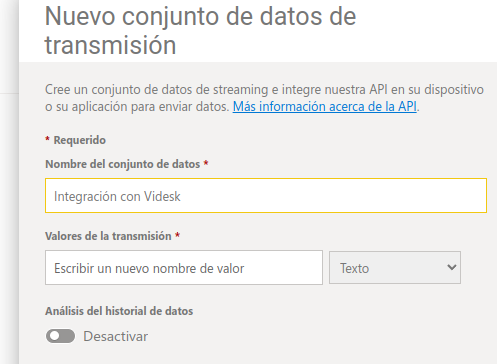 Nuevo conjunto de datos de
transmisión
Cree un conjunto de datos de streaming e integre nuestra API en su dispositivo
o su aplicación para enviar datos. Más información acerca de la API.
* Requerido
Nombre del conjunto de datos *
Integración con Videsk
Valores de la transmisión *
Escribir un nuevo nombre de valor
Texto
Análisis del historial de datos
Desactivar